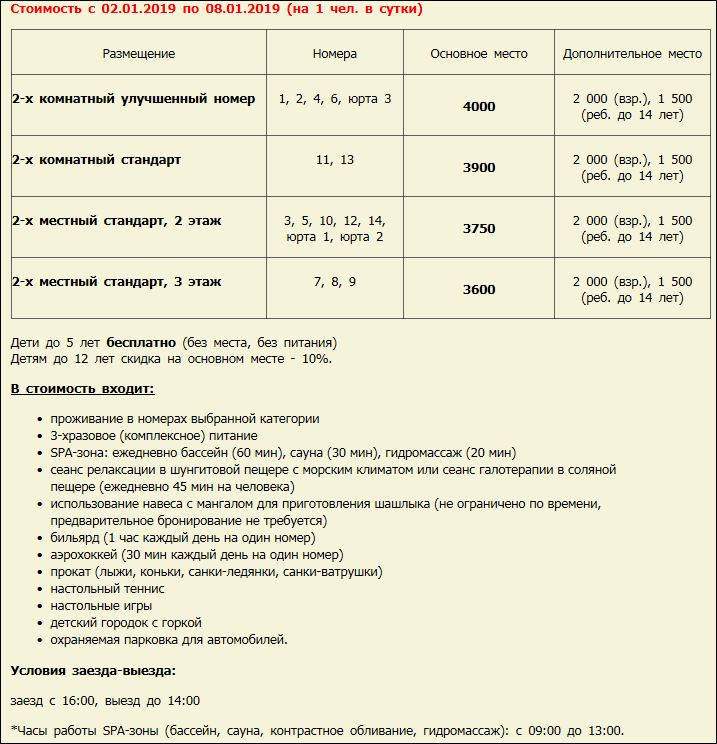 Стоимость с 02.01.2019 по 08.01.2019 (на 1 чел. в сутки)
Размещение Номера Основное место Дополнительное место
2-х комнатный улучшенный номер 1, 2, 4, 6, юрта 3 4000 2 000 (взр.), 1 500
(реб. до 14 лет)
2-х комнатный стандарт 11, 13 3900 2 000 (взр.), 1 500
(реб. до 14 лет)
2-х местный стандарт, 2 этаж 3, 5, 10, 12, 14,
юрта 1, юрта 2 3750 2 000 (взр.), 1 500
(реб. до 14 лет)
2-х местный стандарт, 3 этаж 7, 8, 9 3600 2 000 (взр.), 1 500
(реб. до 14 лет)
Дети до 5 лет бесплатно (без места, без питания)
Детям до 12 лет скидка на основном месте - 10%.
В стоимость входит:
• проживание в номерах выбранной категории
• 3-хразовое (комплексное) питание
• SPA-зона: ежедневно бассейн (60 мин), сауна (30 мин), гидромассаж (20 мин)
• сеанс релаксации в шунгитовой пещере с морским климатом или сеанс галотерапии в соляной
пещере (ежедневно 45 мин на человека)
• использование навеса с мангалом для приготовления шашлыка (не ограничено по времени,
предварительное бронирование не требуется)
• бильярд (1 час каждый день на один номер)
• аэрохоккей (30 мин каждый день на один номер)
• прокат (лыжи, коньки, санки-ледянки, санки-ватрушки)
• настольный теннис
• настольные игры
• детский городок с горкой
• охраняемая парковка для автомобилей.
Условия заезда-выезда:
заезд с 16:00, выезд до 14:00
*Часы работы SPA-зоны (бассейн, сауна, контрастное обливание, гидромассаж): с 09:00 до 13:00.